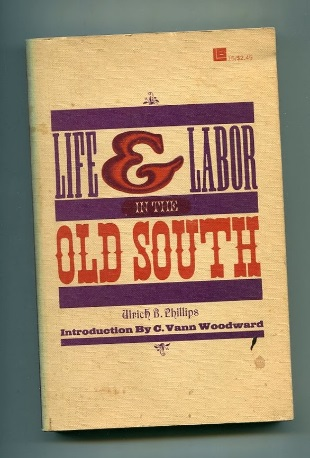 LIFE & LABOR
IN THE
OLD SOUTH
Ulrich B. Phillips
Introduction By C. Vann Woodward